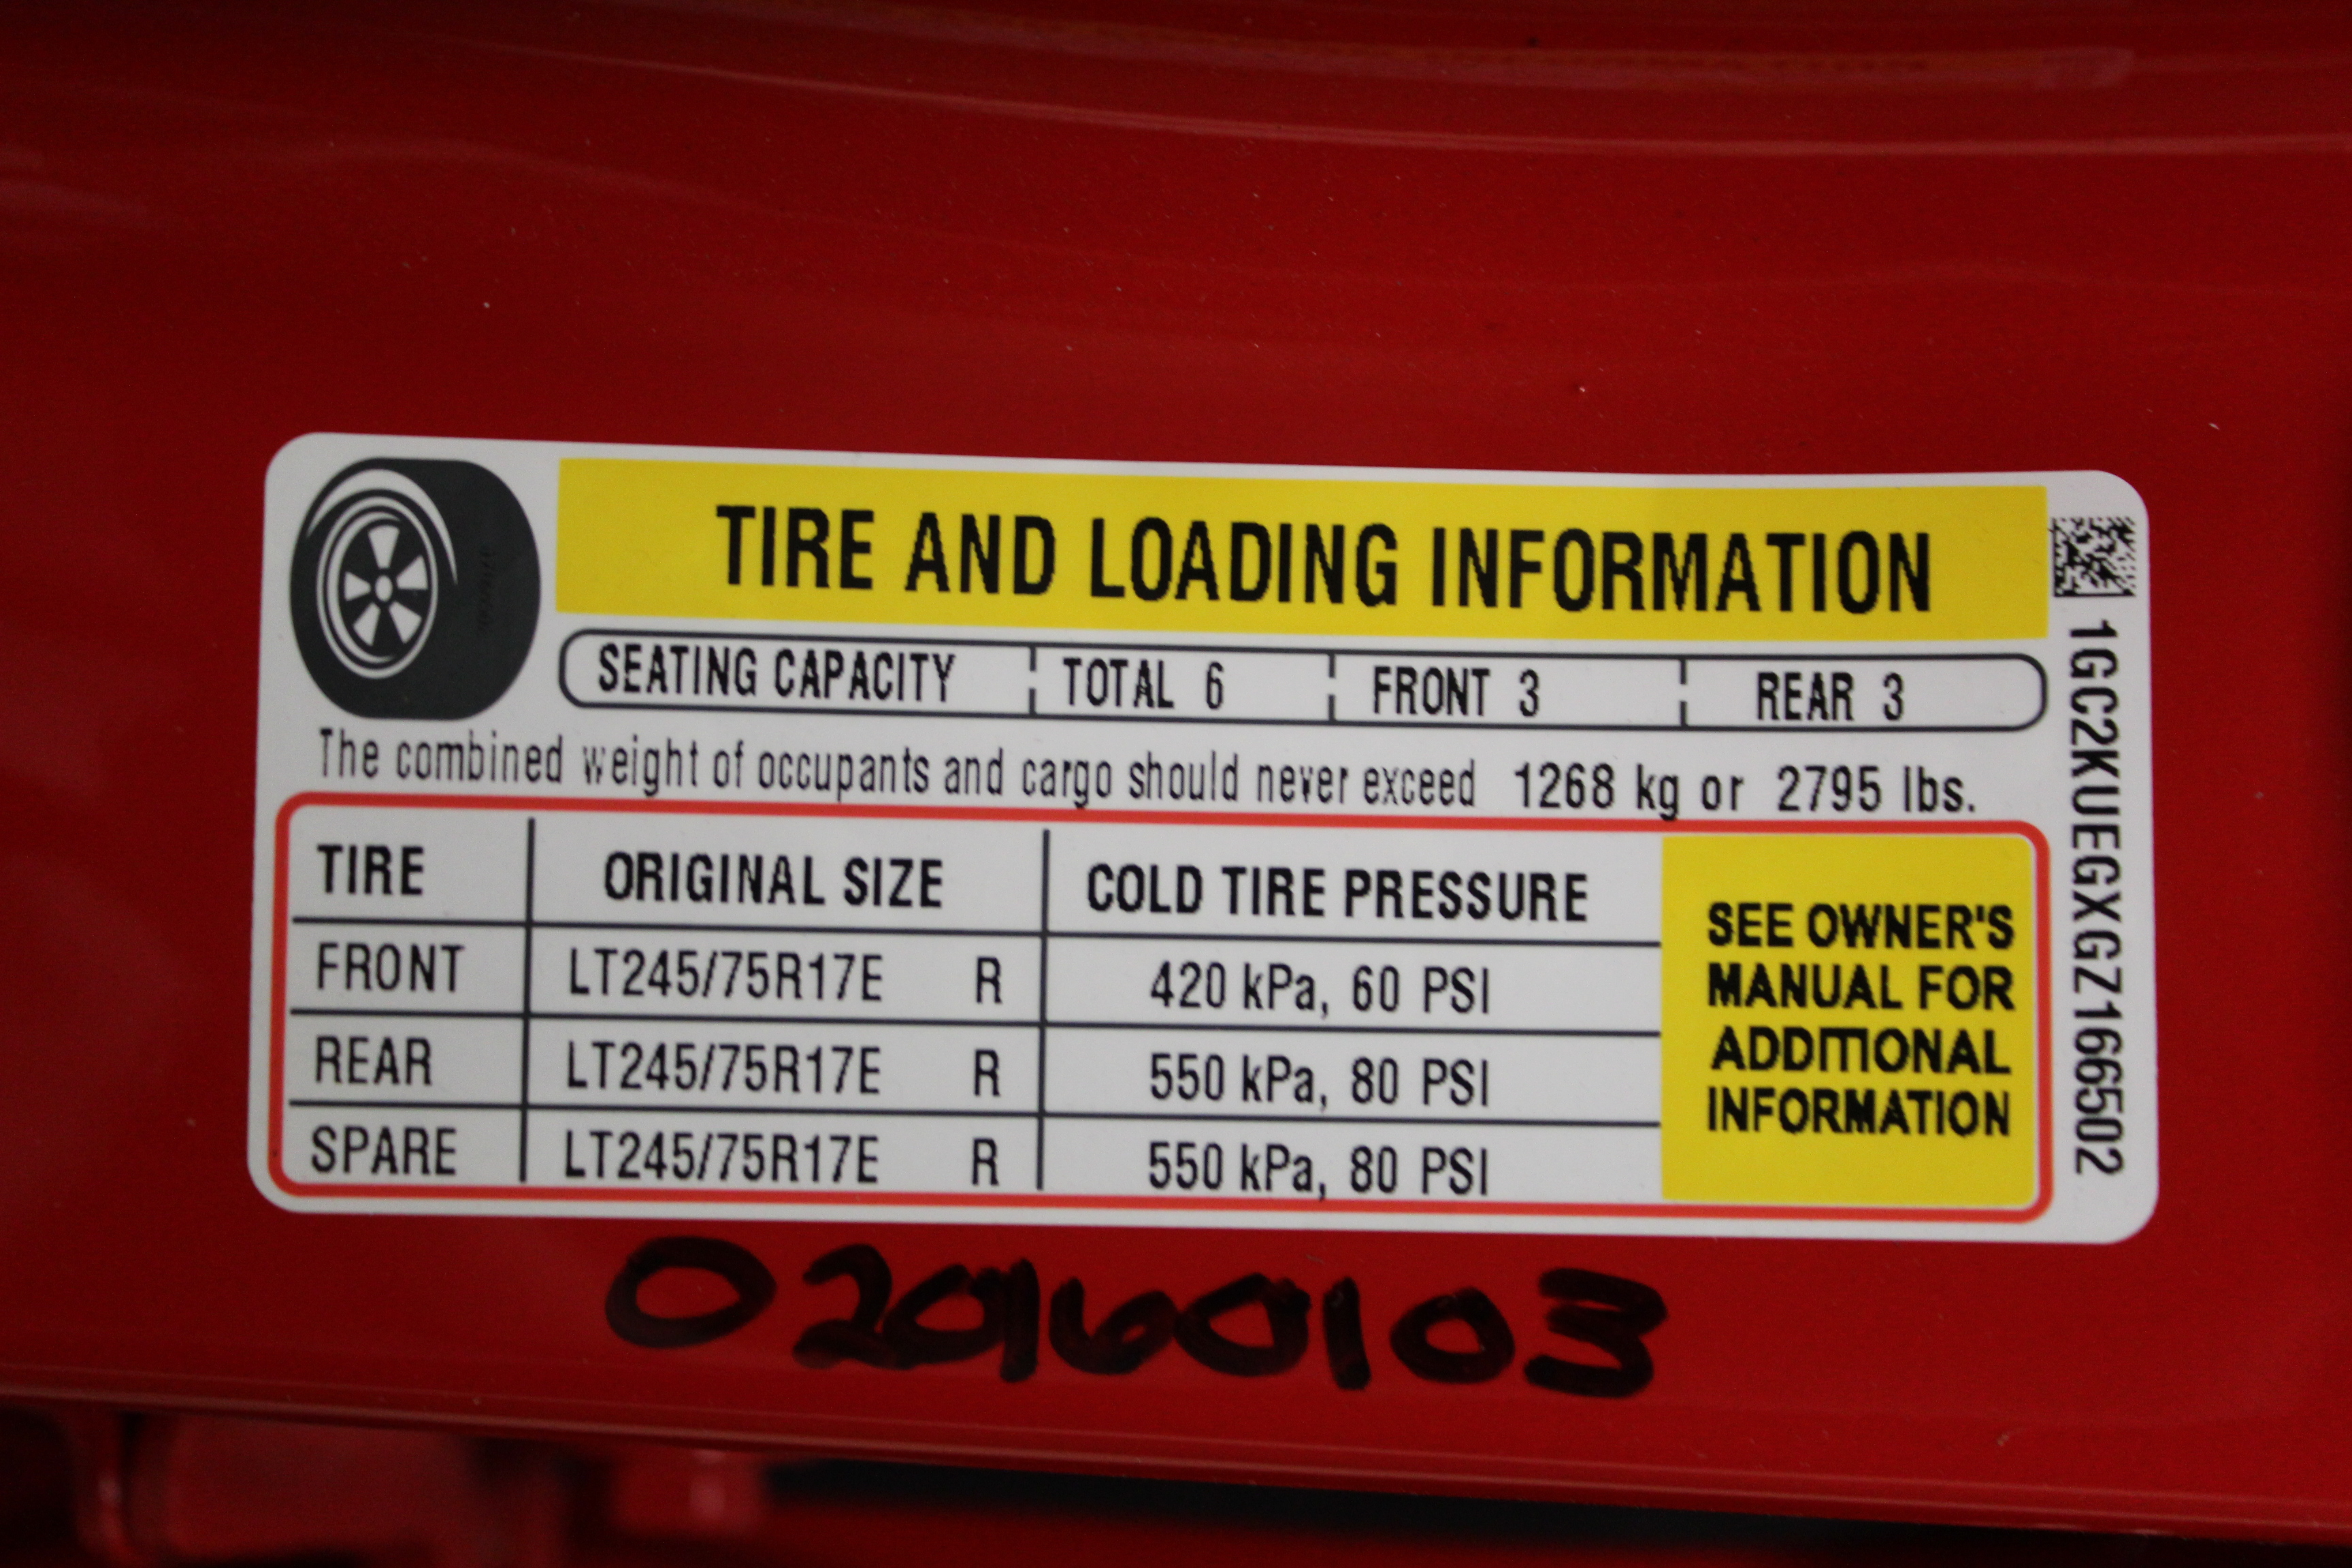 TIRE AND LOADING INFORMATION
SEATING CAPACITY TOTAL 6 FRONT 3 REAR 3
The combined weight of occupants and cargo should never exceed 1268 kg or 2795 lbs.
TIRE ORIGINAL SIZE COLD TIRE PRESSURE
FRONT LT245/75R17E R 420 kPa, 60 PSI
REAR LT245/75R17E R 550 kPa, 80 PSI
SPARE LT245/75R17E R 550 kPa, 80 PSI
SEE OWNER'S
MANUAL FOR
ADDITIONAL
INFORMATION
1GC2KUEGXGZ166502
020160103